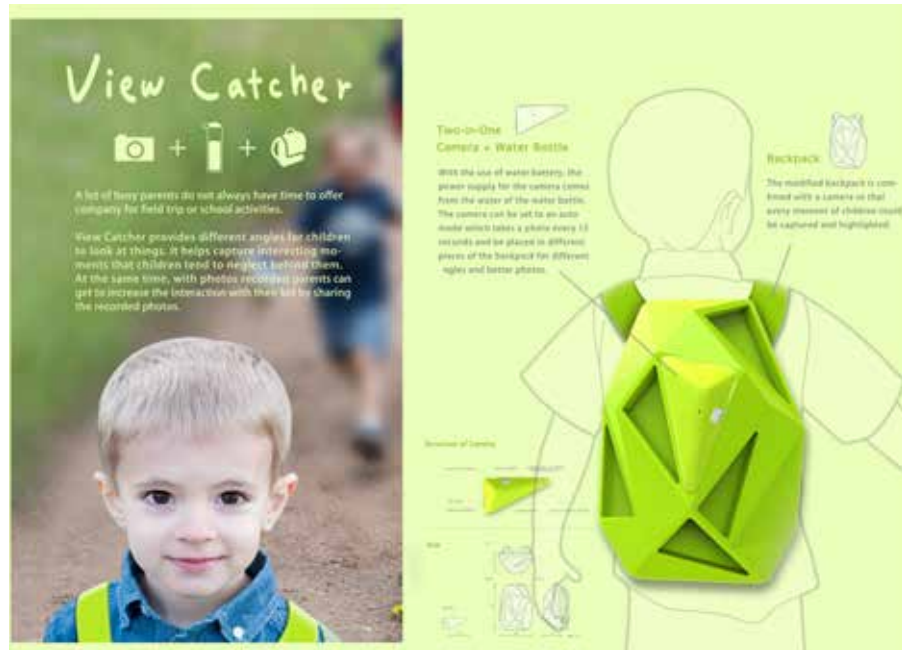 View Catcher
+ +
A lot of busy parents do not always have time to offer
company for field trip or school activities.
View Catcher provides different angles for children
to look at things. It helps capture interesting mo-
ments that children tend to neglect behind them.
At the same time, with photos recorded parents can
get to increase the interaction with their kid by sharing
the recorded photos.
Two-in-One
Camera + Water Bottle
With the use of water battery, the
power supply for the camera comes
from the water of the water bottle.
The camera can be set to an auto
mode which takes a photo every 15
seconds and be placed in different
places of the backpack for different
agles and better photos.
Backpack
The modified backpack is com-
bined with a camera so that
every moment of children could
be captured and highlighted.